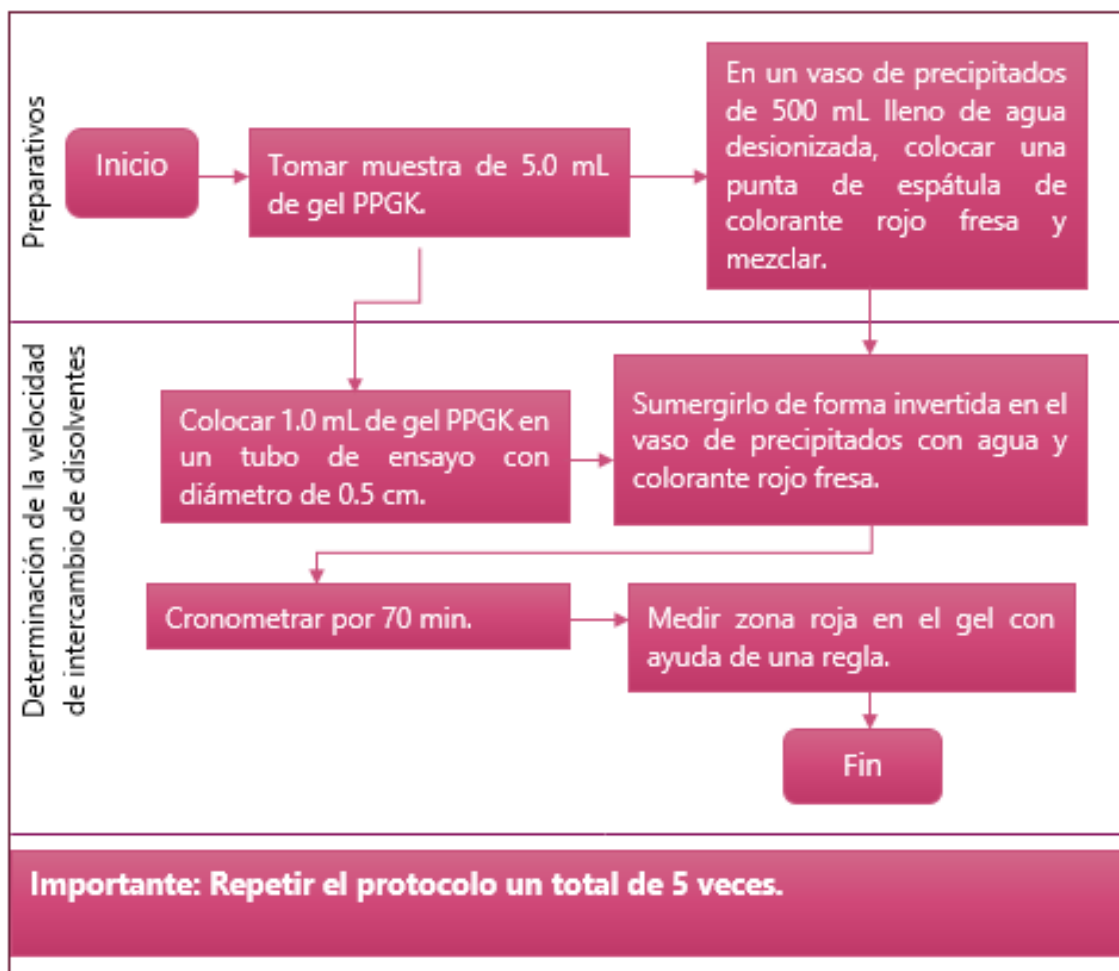 Preparativos
Inicio
Tomar muestra de 5.0 mL
de gel PPGK.
En un vaso de precipitados
de 500 mL lleno de agua
desionizada, colocar una
punta de espátula de
colorante rojo fresa y
mezclar.
Determinación de la velocidad
de intercambio de disolventes
Colocar 1.0 mL de gel PPGK en
un tubo de ensayo con
diámetro de 0.5 cm.
Sumergirlo de forma invertida en el
vaso de precipitados con agua y
colorante rojo fresa.
Cronometrar por 70 min.
Medir zona roja en el gel con
ayuda de una regla.
Fin
Importante: Repetir el protocolo un total de 5 veces.